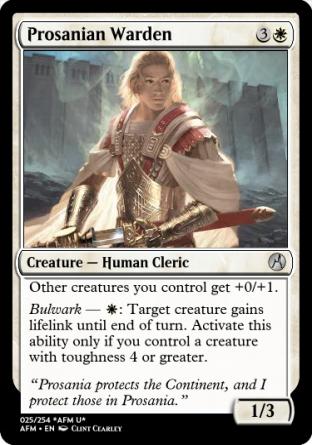 Prosanian Warden 3
Creature — Human Cleric
Other creatures you control get +0/+1.
Bulwark — : Target creature gains
lifelink until end of turn. Activate this
ability only if you control a creature
with toughness 4 or greater.
“Prosania protects the Continent, and I
protect those in Prosania.”
1/3
025/254 *AFM U*
AFM • EN Clint Cearley